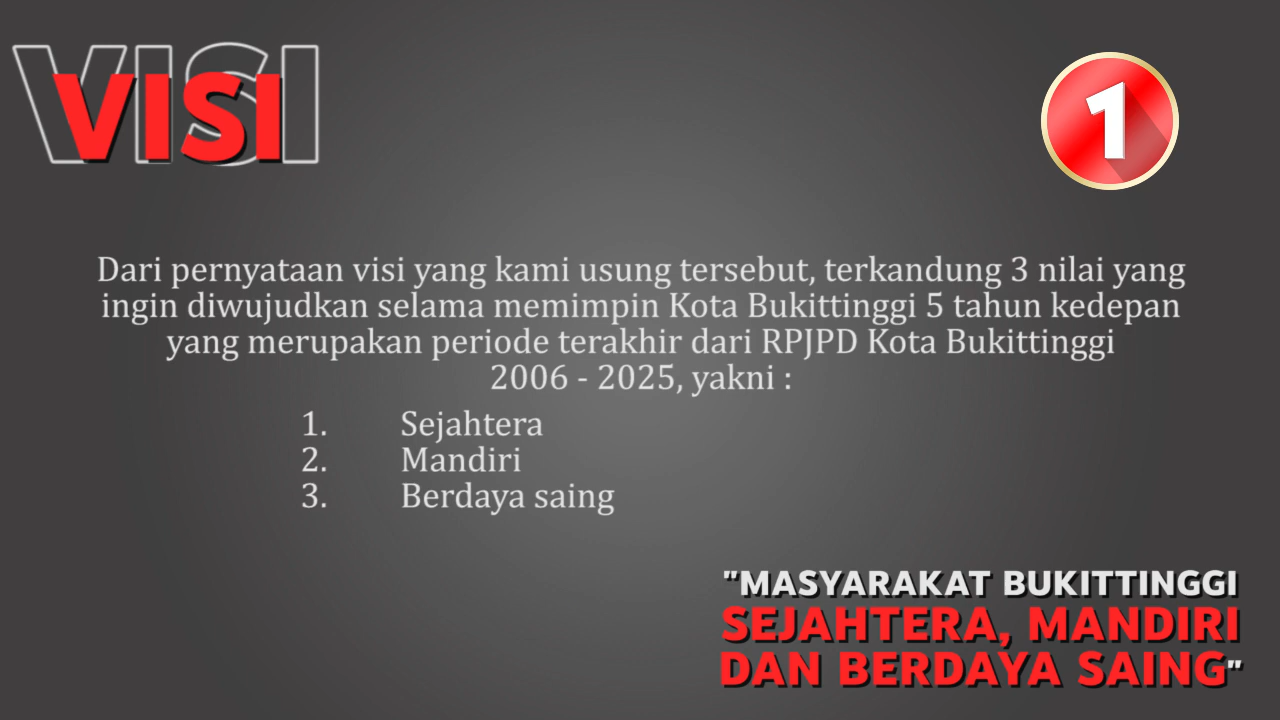 VISI
1
Dari pernyataan visi yang kami usung tersebut, terkandung 3 nilai yang
ingin diwujudkan selama memimpin Kota Bukittinggi 5 tahun kedepan
yang merupakan periode terakhir dari RPJPD Kota Bukittinggi
2006 - 2025, yakni :
1. Sejahtera
2. Mandiri
3. Berdaya saing
"MASYARAKAT BUKITTINGGI
SEJAHTERA, MANDIRI
DAN BERDAYA SAING"